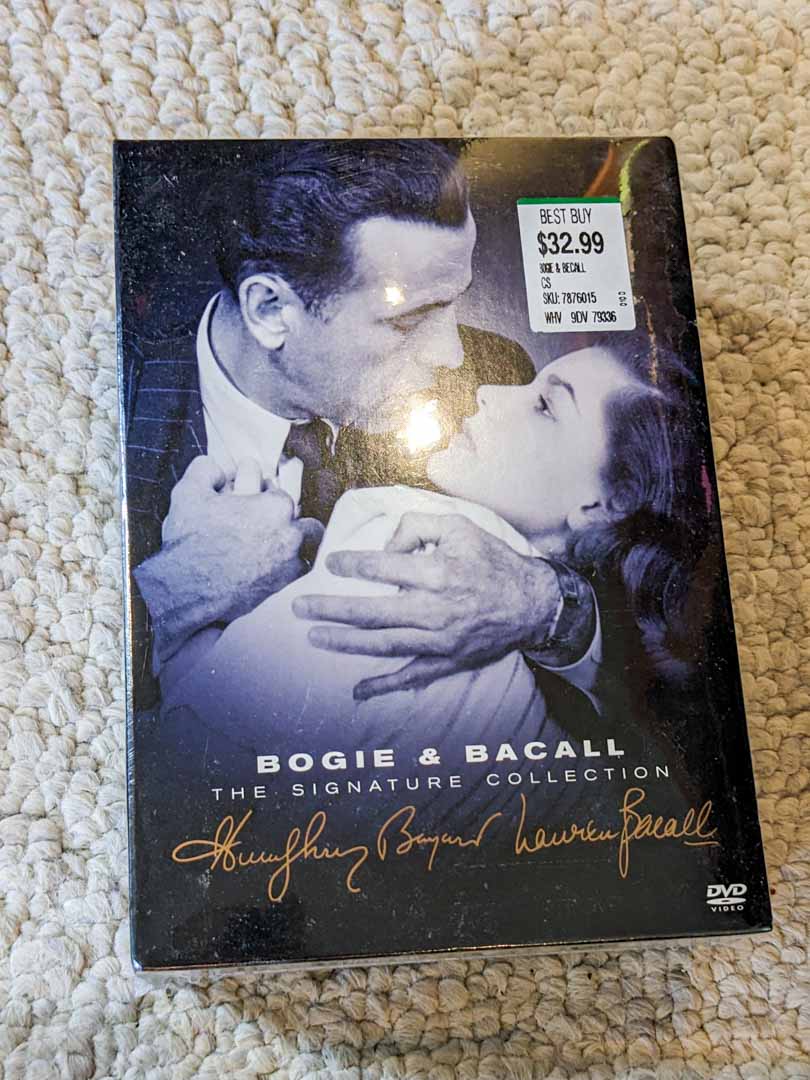 BEST BUY
$32.99
BOGIE & BECALL
CS
SKU: 7876015
WHV 9DV 79336
BOGIE & BACALL
THE SIGNATURE COLLECTION
Humphrey Bogart Lauren Bacall
DVD
VIDEO